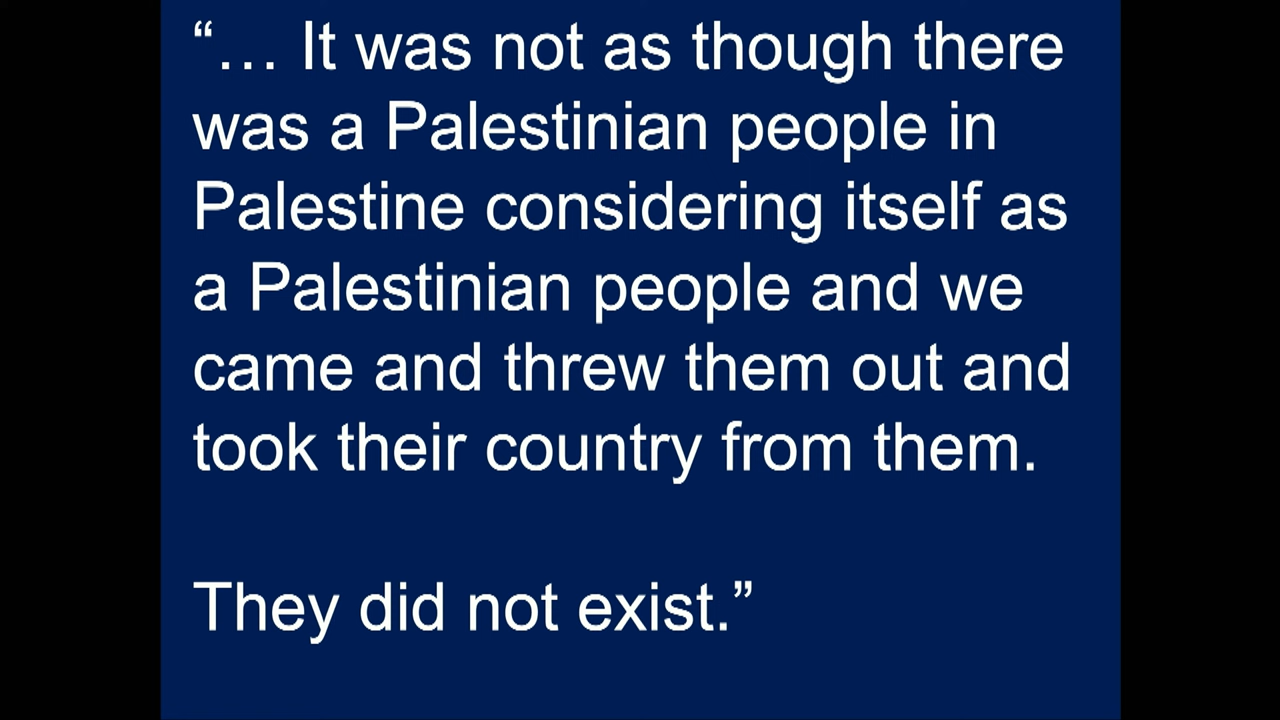 “… It was not as though there
was a Palestinian people in
Palestine considering itself as
a Palestinian people and we
came and threw them out and
took their country from them.
They did not exist.”